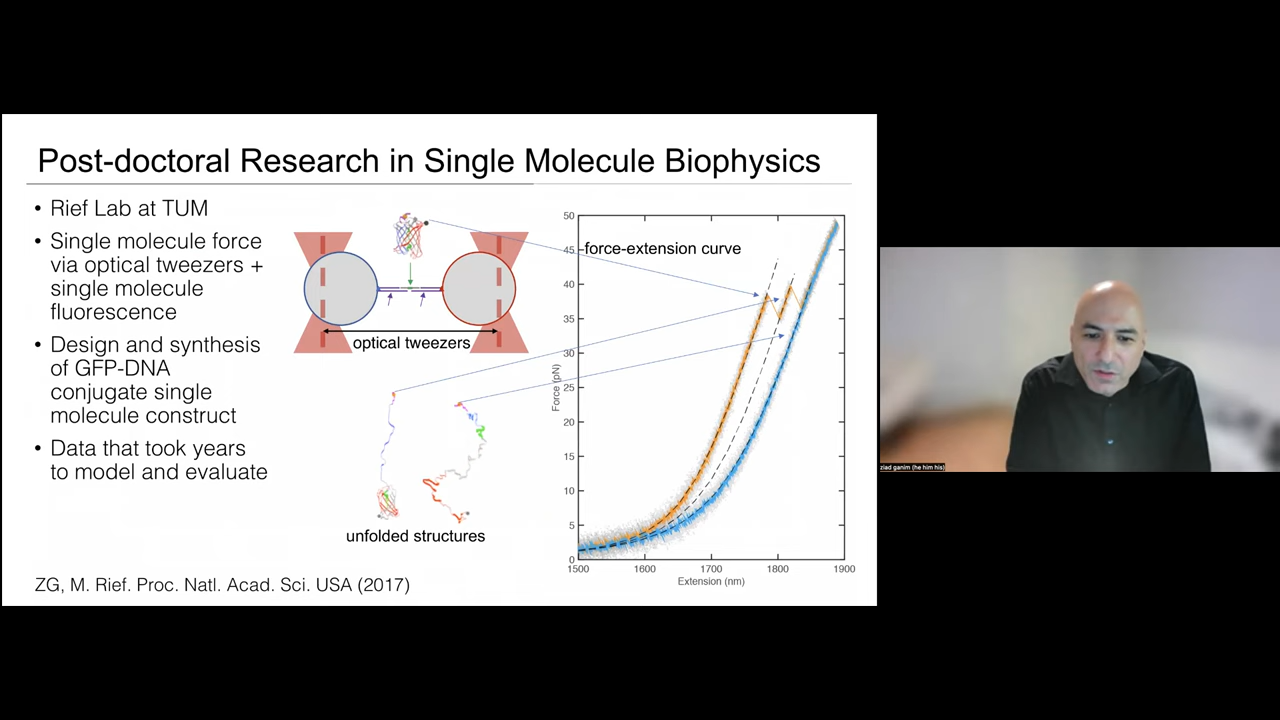 Post-doctoral Research in Single Molecule Biophysics
• Rief Lab at TUM
• Single molecule force
via optical tweezers +
single molecule
fluorescence
• Design and synthesis
of GFP-DNA
conjugate single
molecule construct
• Data that took years
to model and evaluate
optical tweezers
unfolded structures
force-extension curve
50
45
40
35
30
25
20
15
10
5
0
Force (pN)
1500 1600 1700 1800 1900
Extension (nm)
ZG, M. Rief. Proc. Natl. Acad. Sci. USA (2017)
ziad ganim (he him his)